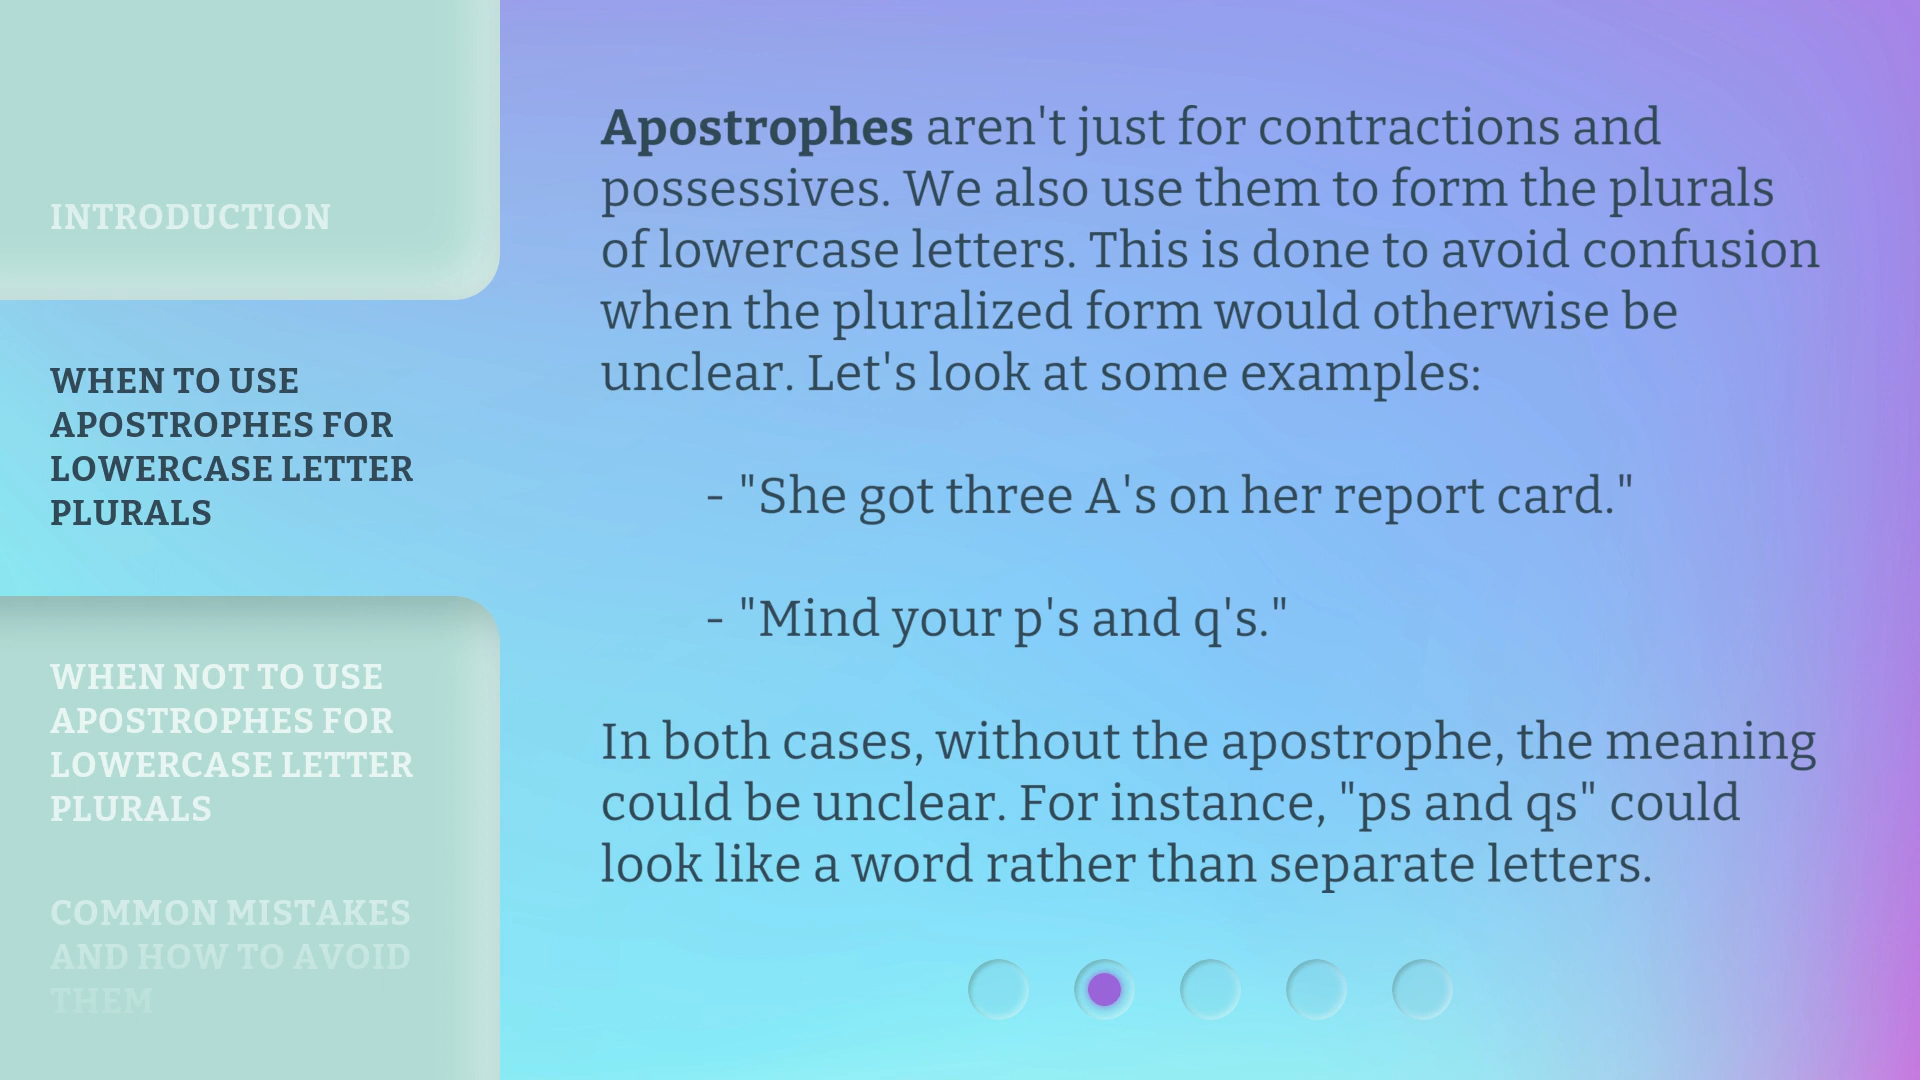 INTRODUCTION
WHEN TO USE
APOSTROPHES FOR
LOWERCASE LETTER
PLURALS
WHEN NOT TO USE
APOSTROPHES FOR
LOWERCASE LETTER
PLURALS
COMMON MISTAKES
AND HOW TO AVOID
THEM
Apostrophes aren't just for contractions and
possessives. We also use them to form the plurals
of lowercase letters. This is done to avoid confusion
when the pluralized form would otherwise be
unclear. Let's look at some examples:
- "She got three A's on her report card."
- "Mind your p's and q's."
In both cases, without the apostrophe, the meaning
could be unclear. For instance, "ps and qs" could
look like a word rather than separate letters.